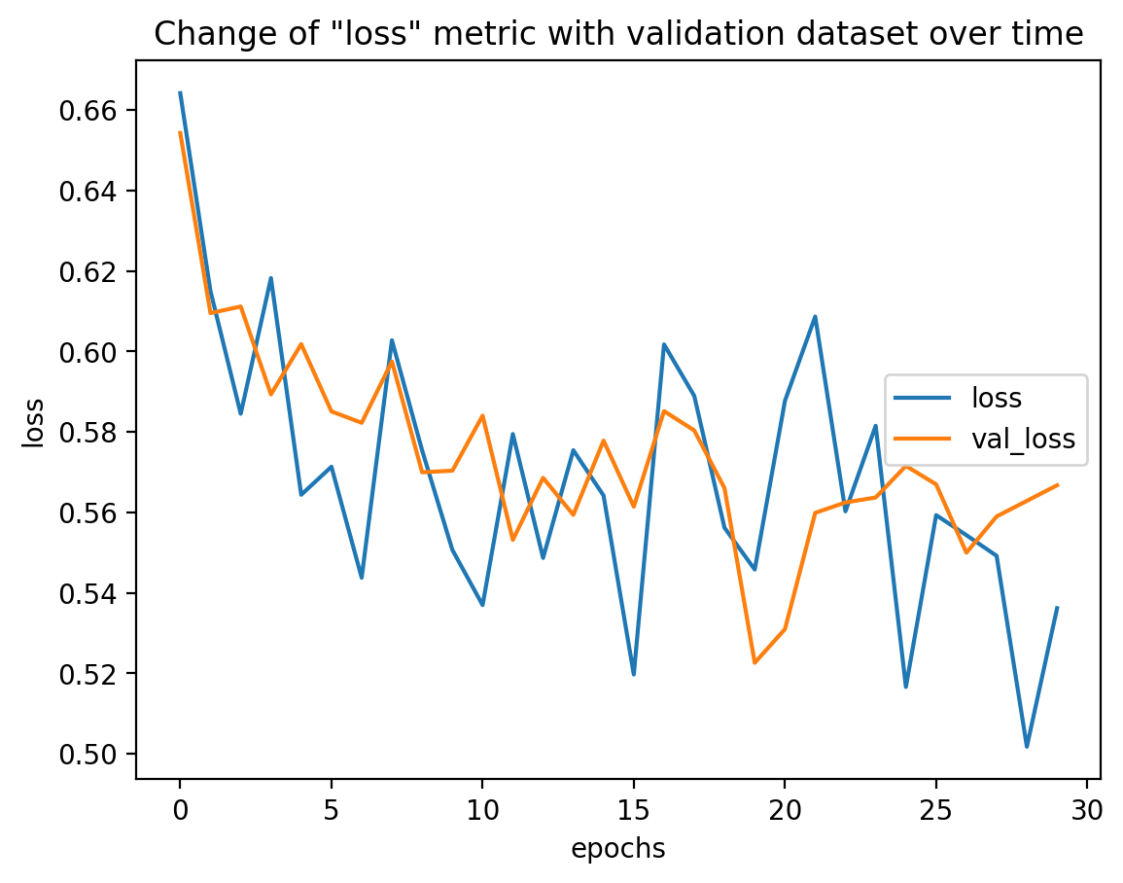 Change of "loss" metric with validation dataset over time
0.66
0.64
0.62
0.60
0.58
0.56
0.54
0.52
0.50
loss
loss
val_loss
0 5 10 15 20 25 30
epochs